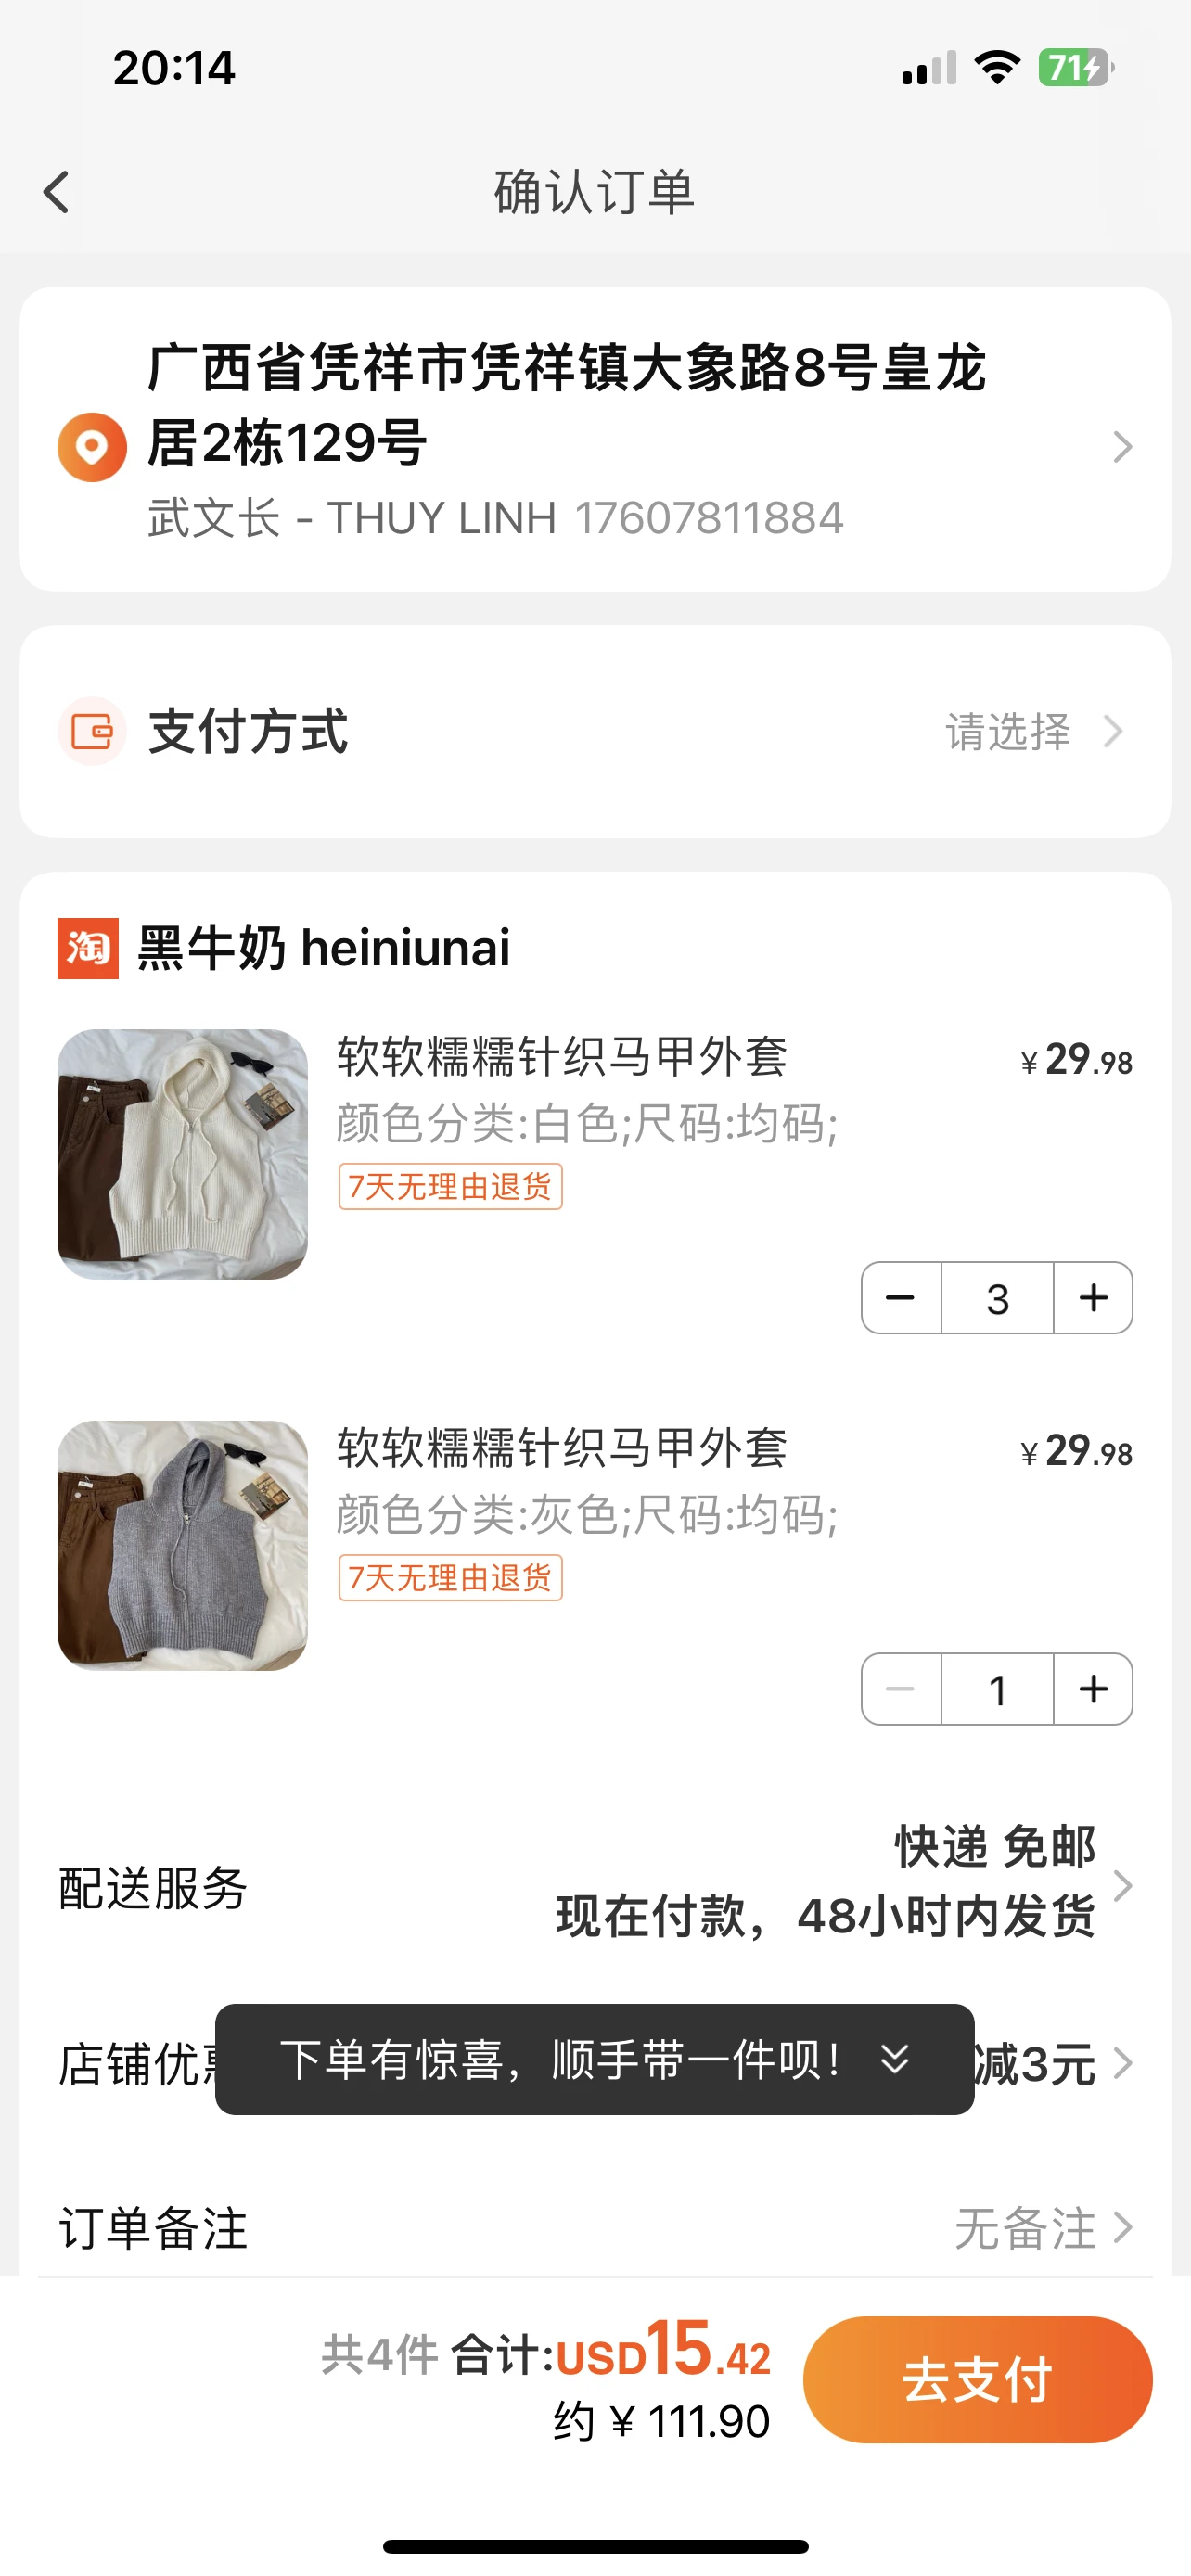 20:14
71
确认订单
广西省凭祥市凭祥镇大象路8号皇龙
居2栋129号
武文长 - THUY LINH 17607811884
支付方式 请选择
淘 黑牛奶 heiniunai
软软糯糯针织马甲外套 ¥29.98
颜色分类:白色;尺码:均码;
7天无理由退货
3
软软糯糯针织马甲外套 ¥29.98
颜色分类:灰色;尺码:均码;
7天无理由退货
1
快递 免邮
配送服务
现在付款，48小时内发货
店铺优 减3元
下单有惊喜，顺手带一件呗！
订单备注 无备注
共4件 合计:USD15.42
约 ¥ 111.90
去支付